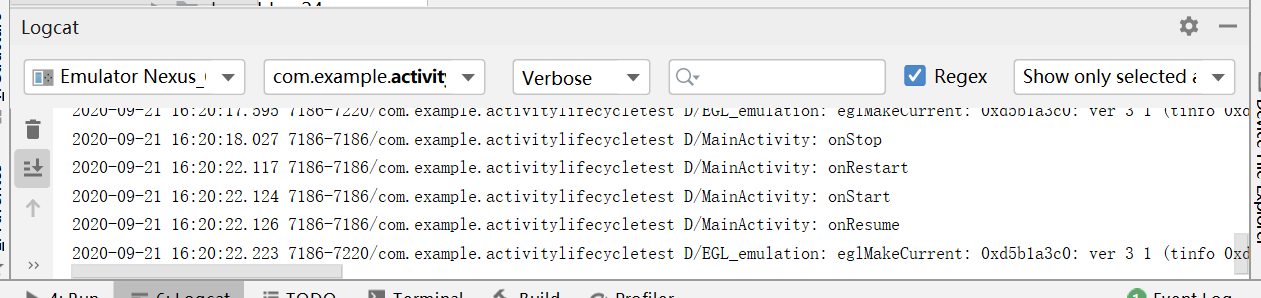 Logcat
Emulator Nexus_ com.example.activity Verbose Regex Show only selected a
2020-09-21 16:20:17.595 7186-7220/com.example.activitylifecycletest D/EGL_emulation: eglMakeCurrent: 0xd5b1a3c0: ver 3 1 (tinfo 0xd
2020-09-21 16:20:18.027 7186-7186/com.example.activitylifecycletest D/MainActivity: onStop
2020-09-21 16:20:22.117 7186-7186/com.example.activitylifecycletest D/MainActivity: onRestart
2020-09-21 16:20:22.124 7186-7186/com.example.activitylifecycletest D/MainActivity: onStart
2020-09-21 16:20:22.126 7186-7186/com.example.activitylifecycletest D/MainActivity: onResume
2020-09-21 16:20:22.223 7186-7220/com.example.activitylifecycletest D/EGL_emulation: eglMakeCurrent: 0xd5b1a3c0: ver 3 1 (tinfo 0xd
4: Run 6: Logcat TODO Terminal Build Profiler 1 Event Log
Device File Explorer